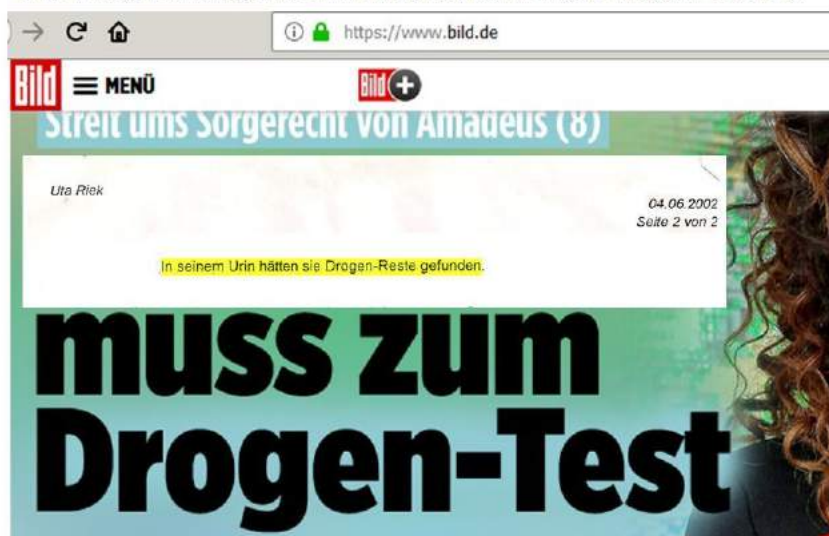 https://www.bild.de
Bild MENÜ Bild +
Streit ums Sorgerecht von Amadeus (8)
Uta Riek
04.06.2002
Seite 2 von 2
In seinem Urin hätten sie Drogen-Reste gefunden.
muss zum
Drogen-Test